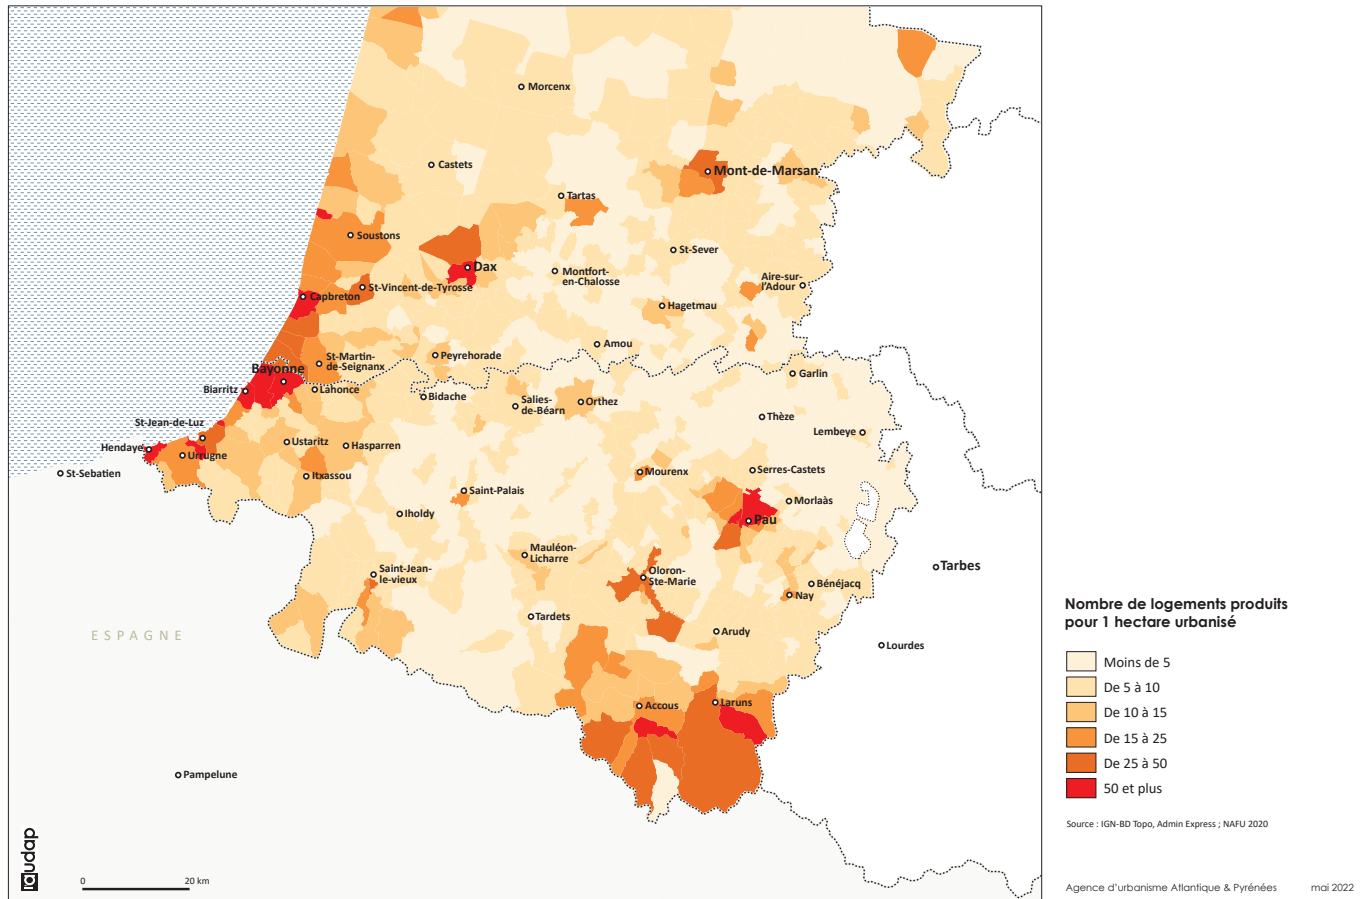 Morcenx
Castets
Mont-de-Marsan
Tartas
Soustons
St-Sever
Dax
Montfort-
en-Chalosse
Aire-sur-
l'Adour
St-Vincent-de-Tyrosse
Capbreton
Hagetmau
Amou
St-Martin-
de-Seignanx
Peyrehorade
Bayonne
Garlin
Biarritz
Lahonce
Bidache
Salies-
de-Béarn
Orthez
Thèze
St-Jean-de-Luz
Lembeye
Hendaye
Urrugne
Ustaritz
Hasparren
St-Sebatien
Itxassou
Mourenx
Serres-Castets
Saint-Palais
Morlaàs
Iholdy
Pau
Mauléon-
Licharre
Saint-Jean-
le-vieux
Oloron-
Ste-Marie
Tarbes
Bénéjacq
Nay
Tardets
Arudy
ESPAGNE
Lourdes
Accous
Laruns
Pampelune
audap
0 20 km
Nombre de logements produits
pour 1 hectare urbanisé
Moins de 5
De 5 à 10
De 10 à 15
De 15 à 25
De 25 à 50
50 et plus
Source : IGN-BD Topo, Admin Express ; NAFU 2020
Agence d'urbanisme Atlantique & Pyrénées mai 2022